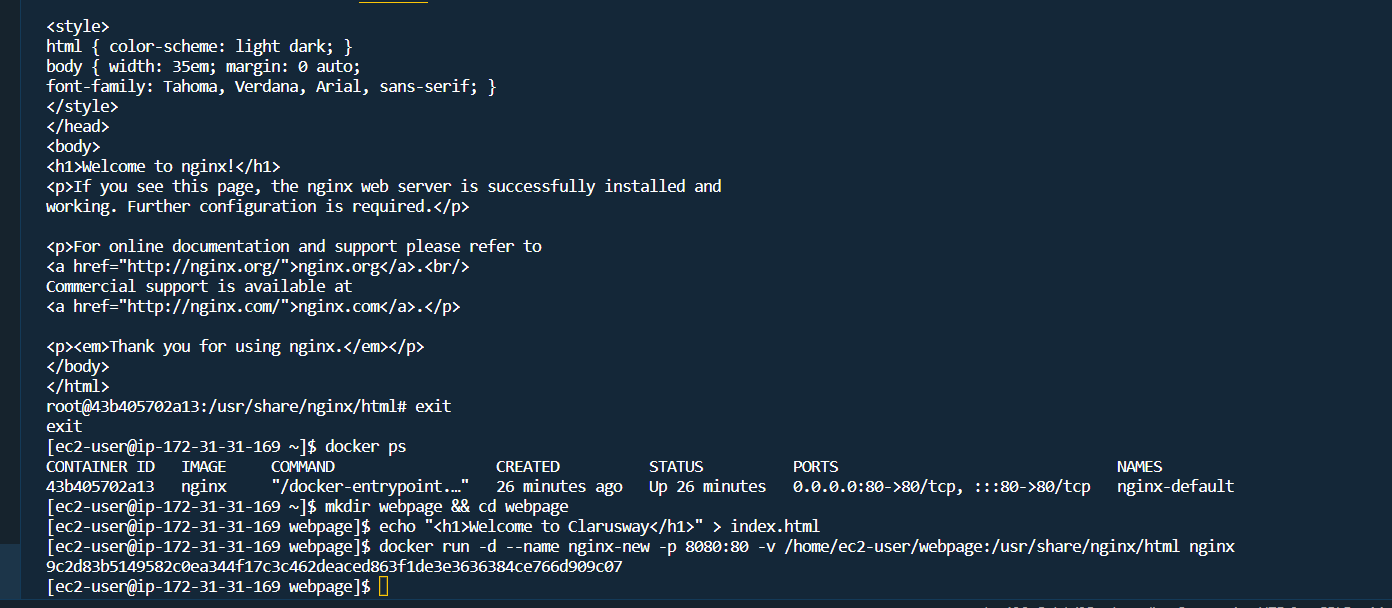 <style>
html { color-scheme: light dark; }
body { width: 35em; margin: 0 auto;
font-family: Tahoma, Verdana, Arial, sans-serif; }
</style>
</head>
<body>
<h1>Welcome to nginx!</h1>
<p>If you see this page, the nginx web server is successfully installed and
working. Further configuration is required.</p>

<p>For online documentation and support please refer to
<a href="http://nginx.org/">nginx.org</a>.<br/>
Commercial support is available at
<a href="http://nginx.com/">nginx.com</a>.</p>

<p><em>Thank you for using nginx.</em></p>
</body>
</html>
root@43b405702a13:/usr/share/nginx/html# exit
exit
[ec2-user@ip-172-31-31-169 ~]$ docker ps
CONTAINER ID   IMAGE     COMMAND                  CREATED          STATUS          PORTS                               NAMES
43b405702a13   nginx     "/docker-entrypoint.…"   26 minutes ago   Up 26 minutes   0.0.0.0:80->80/tcp, :::80->80/tcp   nginx-default
[ec2-user@ip-172-31-31-169 ~]$ mkdir webpage && cd webpage
[ec2-user@ip-172-31-31-169 webpage]$ echo "<h1>Welcome to Clarusway</h1>" > index.html
[ec2-user@ip-172-31-31-169 webpage]$ docker run -d --name nginx-new -p 8080:80 -v /home/ec2-user/webpage:/usr/share/nginx/html nginx
9c2d83b5149582c0ea344f17c3c462deaced863f1de3e3636384ce766d909c07
[ec2-user@ip-172-31-31-169 webpage]$